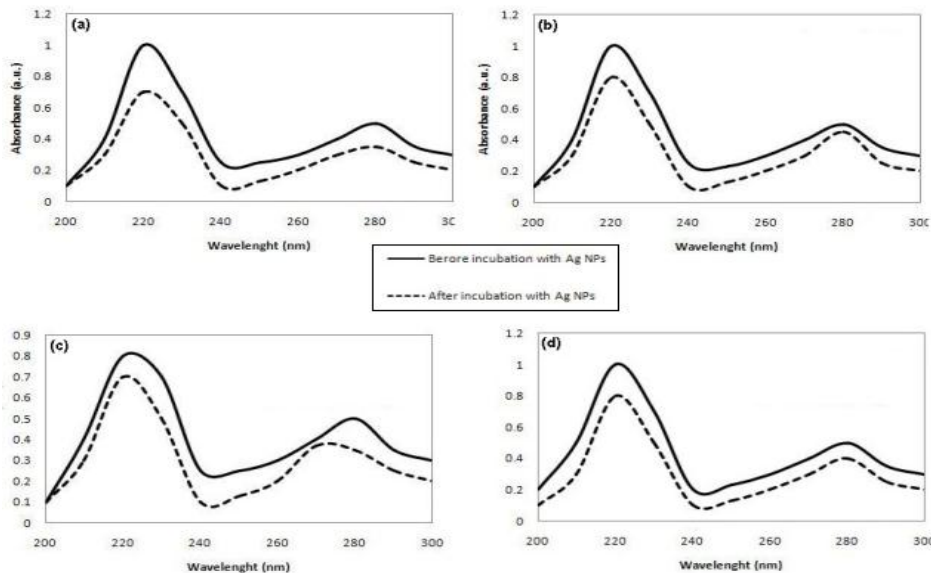 (a)
1.2
1
0.8
0.6
0.4
0.2
0
Absorbance (a.u.)
200 220 240 260 280 30
Wavelenght (nm)
(b)
1.2
1
0.8
0.6
0.4
0.2
0
Absorbance (a.u.)
200 220 240 260 280 300
Wavelenght (nm)
Berore incubation with Ag NPs
After incubation with Ag NPs
(c)
0.9
0.8
0.7
0.6
0.5
0.4
0.3
0.2
0.1
0
200 220 240 260 280 300
Wavelenght (nm)
(d)
1.2
1
0.8
0.6
0.4
0.2
0
200 220 240 260 280 300
Wavelenght (nm)